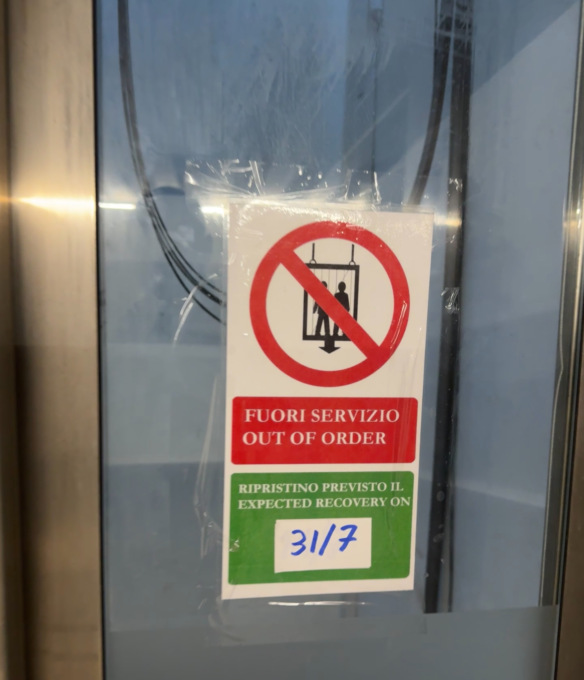 FUORI SERVIZIO
OUT OF ORDER
RIPRISTINO PREVISTO IL
EXPECTED RECOVERY ON
31/7